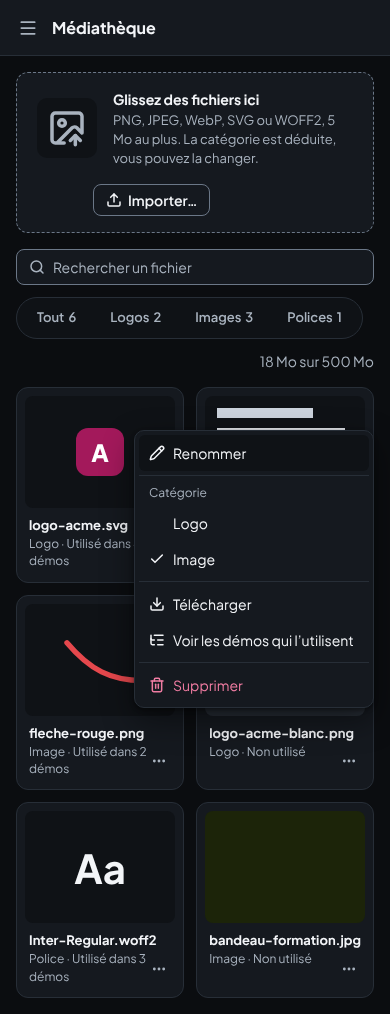 Médiathèque
Glissez des fichiers ici
PNG, JPEG, WebP, SVG ou WOFF2, 5
Mo au plus. La catégorie est déduite,
vous pouvez la changer.
Importer…
Rechercher un fichier
Tout 6 Logos 2 Images 3 Polices 1
18 Mo sur 500 Mo
A
logo-acme.svg
Logo · Utilisé dans
démos
Renommer
Catégorie
Logo
Image
Télécharger
Voir les démos qui l'utilisent
Supprimer
fleche-rouge.png
Image · Utilisé dans 2
démos
logo-acme-blanc.png
Logo · Non utilisé
Aa
Inter-Regular.woff2
Police · Utilisé dans 3
démos
bandeau-formation.jpg
Image · Non utilisé